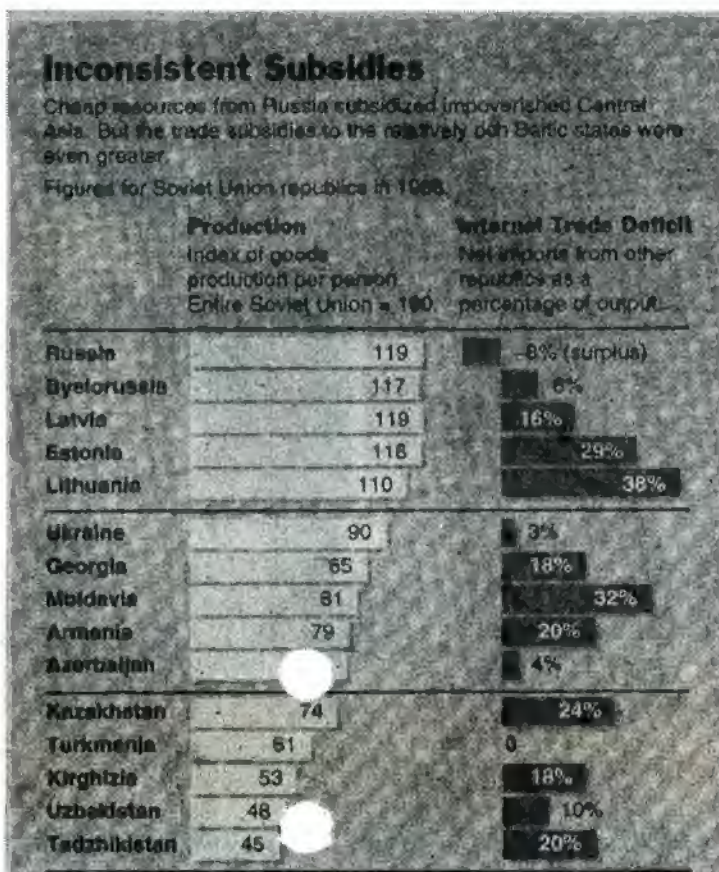 Inconsistent Subsidies
Cheap resources from Russia subsidized impoverished Central
Asia. But the trade subsidies to the relatively rich Baltic states were
even greater.
Figures for Soviet Union republics in 1988.
Production
Index of goods
production per person.
Entire Soviet Union = 100.
Internal Trade Deficit
Net imports from other
republics as a
percentage of output.
Russia 119 –8% (surplus)
Byelorussia 117 6%
Latvia 119 16%
Estonia 118 29%
Lithuania 110 38%
Ukraine 90 3%
Georgia 85 18%
Moldavia 81 32%
Armenia 79 20%
Azerbaijan 4%
Kazakhstan 74 24%
Turkmenia 61 0
Kirghizia 53 18%
Uzbekistan 48 10%
Tadzhikistan 45 20%